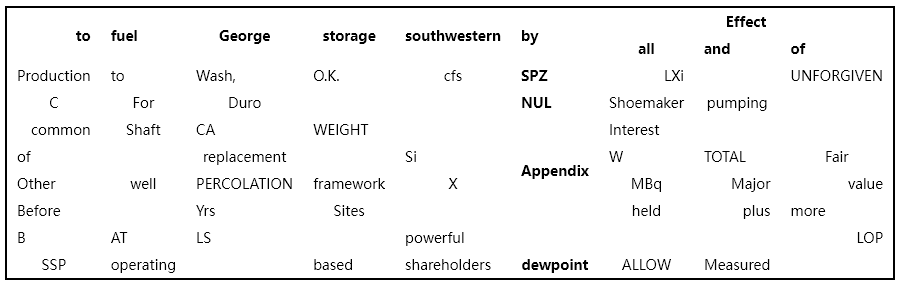 Effect
to fuel George storage southwestern by all and of
Production to Wash, O.K. cfs SPZ LXi UNFORGIVEN
C For Duro NUL Shoemaker pumping
common Shaft CA WEIGHT Interest
of replacement Si W TOTAL Fair
Appendix
Other well PERCOLATION framework X MBq Major value
Before Yrs Sites held plus more
B AT LS powerful LOP
SSP operating based shareholders dewpoint ALLOW Measured